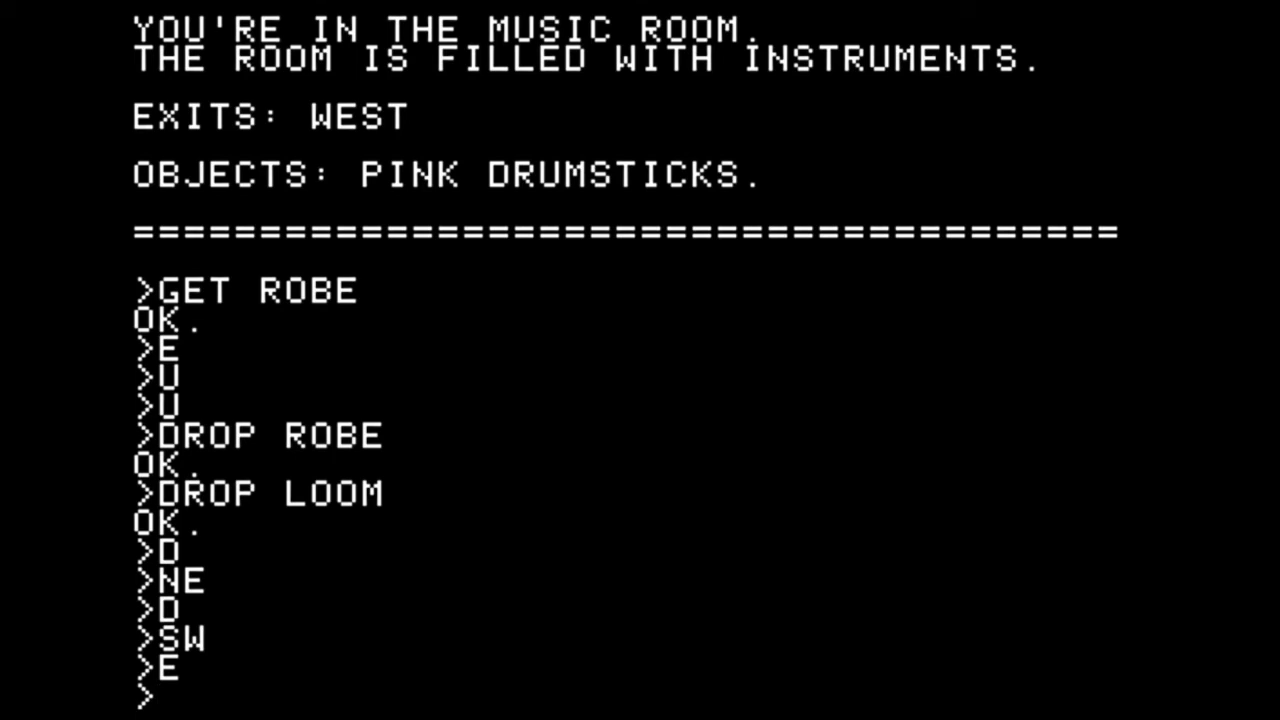 YOU'RE IN THE MUSIC ROOM.
THE ROOM IS FILLED WITH INSTRUMENTS.
EXITS: WEST
OBJECTS: PINK DRUMSTICKS.
=======================================
>GET ROBE
OK.
>E
>U
>U
>DROP ROBE
OK.
>DROP LOOM
OK.
>D
>NE
>D
>SW
>E
>